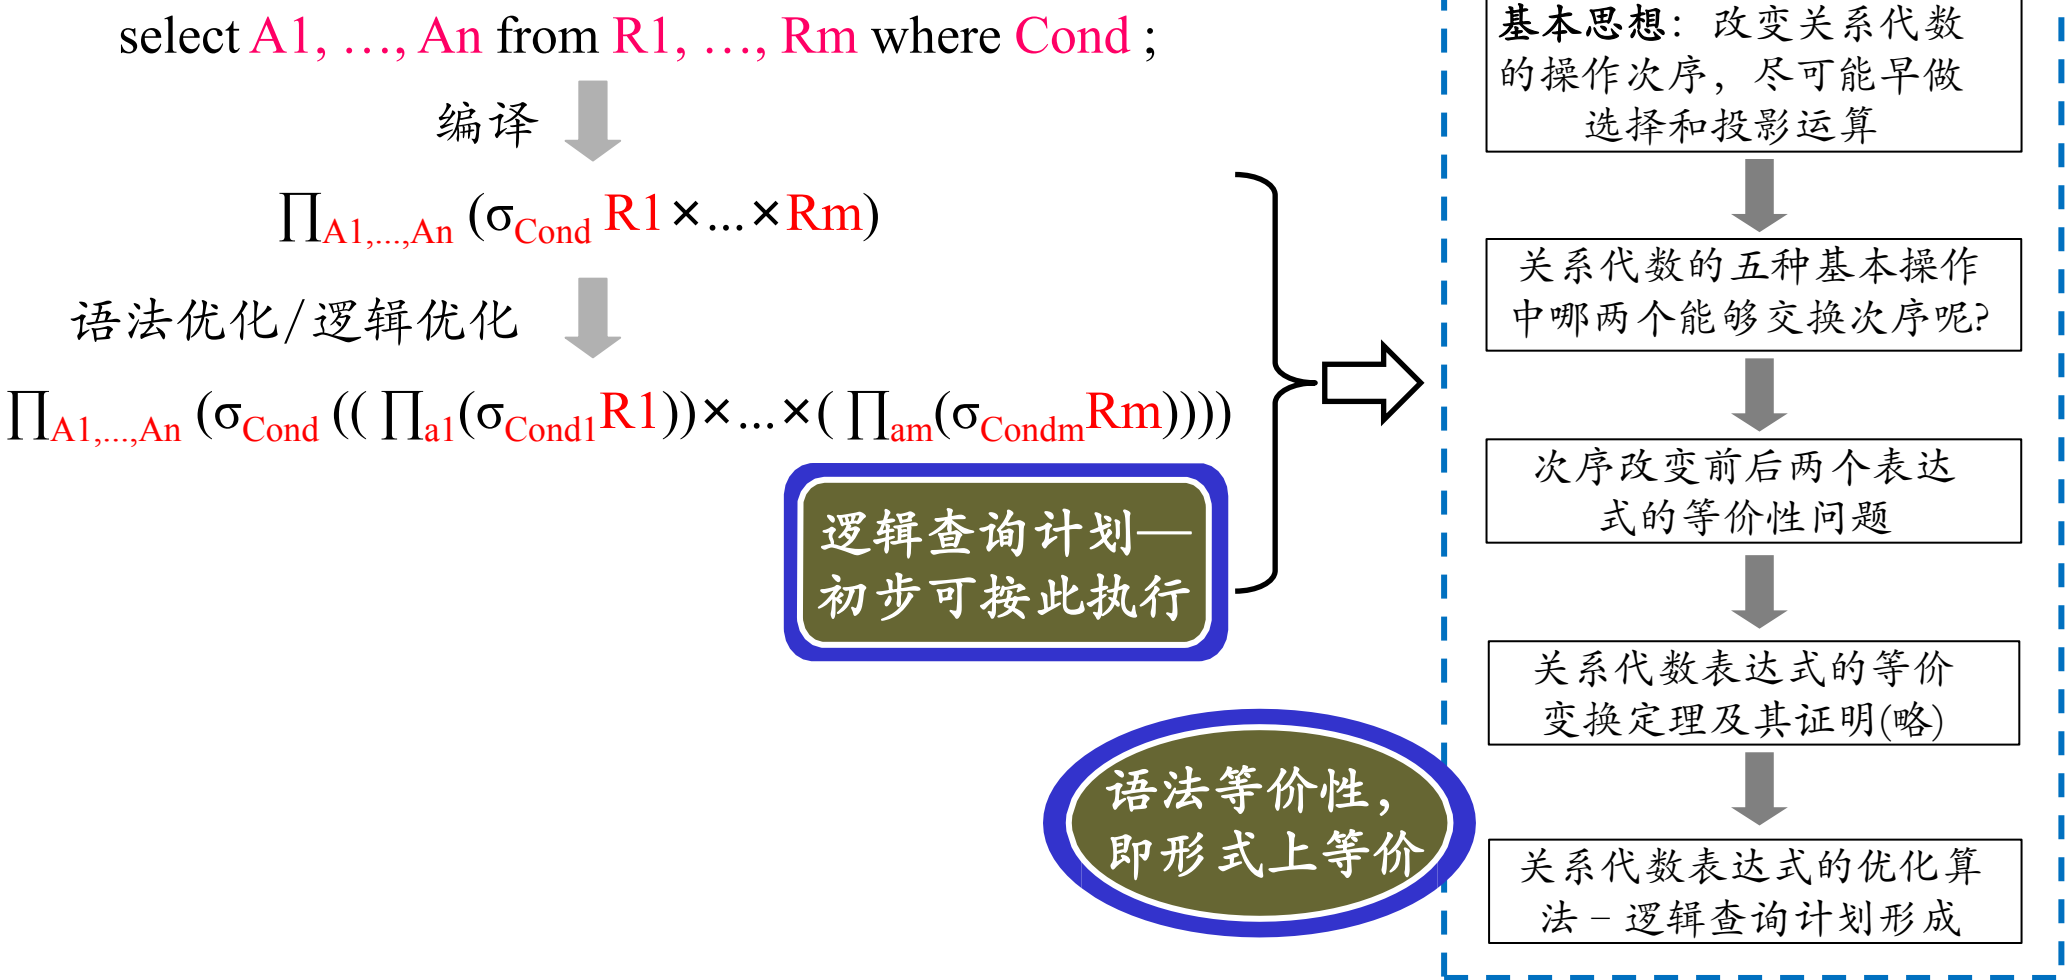 select A1, …, An from R1, …, Rm where Cond ;
编译
∏A1,...,An (σCond R1×...×Rm)
语法优化/逻辑优化
∏A1,...,An (σCond (( ∏a1(σCond1R1))×...×( ∏am(σCondmRm))))
逻辑查询计划—
初步可按此执行
语法等价性，
即形式上等价
基本思想：改变关系代数
的操作次序，尽可能早做
选择和投影运算
关系代数的五种基本操作
中哪两个能够交换次序呢?
次序改变前后两个表达
式的等价性问题
关系代数表达式的等价
变换定理及其证明(略)
关系代数表达式的优化算
法 – 逻辑查询计划形成